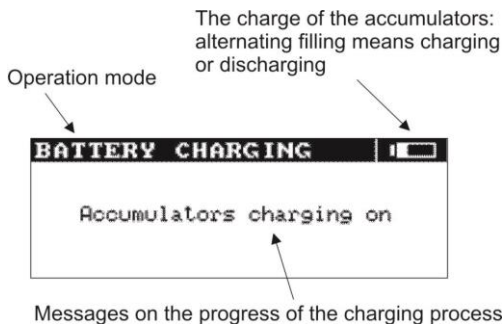 The charge of the accumulators:
alternating filling means charging
or discharging
Operation mode
BATTERY CHARGING
Accumulators charging on
Messages on the progress of the charging process